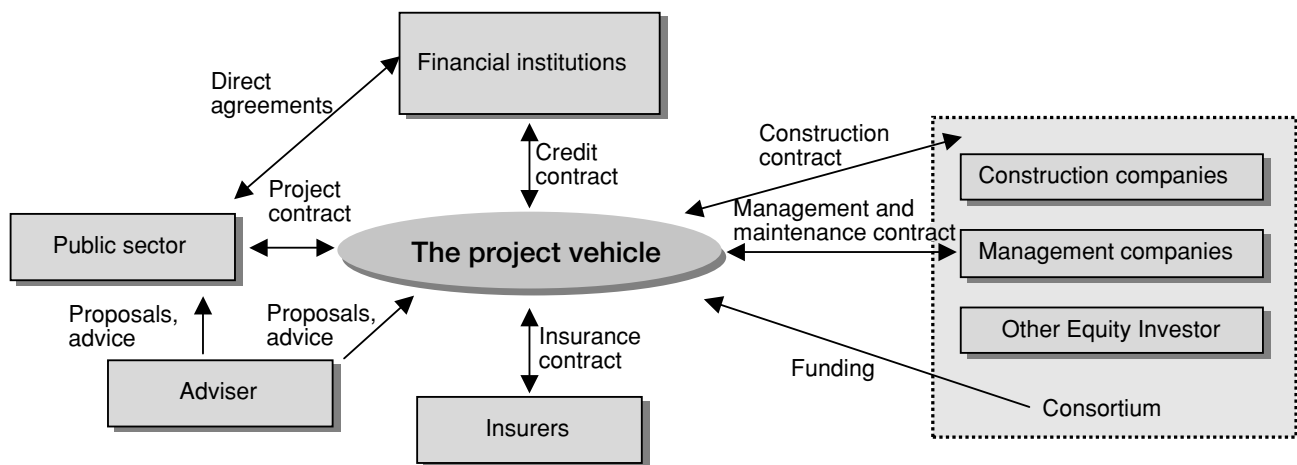 Financial institutions
Direct
agreements
Construction
contract
Credit
contract
Construction companies
Project
contract
Management and
maintenance contract
Public sector
The project vehicle
Management companies
Proposals,
advice
Proposals,
advice
Insurance
contract
Other Equity Investor
Funding
Adviser
Consortium
Insurers